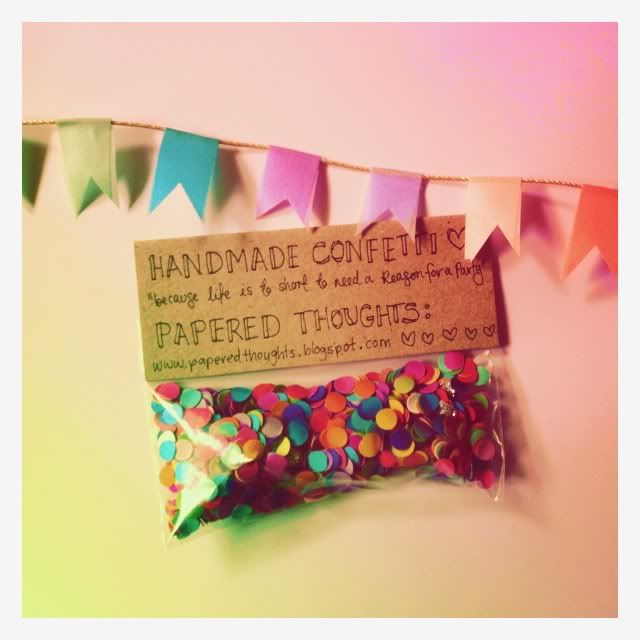 HANDMADE CONFETTI ♡
"because life is to short to need a Reason for a Party"
PAPERED THOUGHTS:
www.paperedthoughts.blogspot.com ♡ ♡ ♡ ♡ ♡